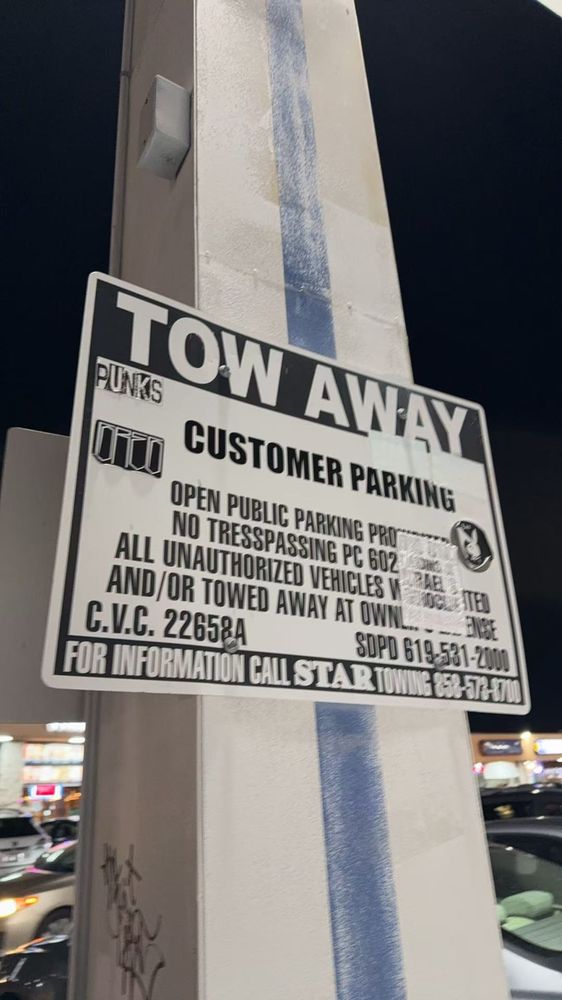 TOW AWAY
PUNKS
CUSTOMER PARKING
OPEN PUBLIC PARKING
NO TRESSPASSING PC 602
ALL UNAUTHORIZED VEHICLES
AND/OR TOWED AWAY AT
C.V.C. 22658A
SDPD 619-531-2000
FOR INFORMATION CALL STAR TOWING 858-573-8700